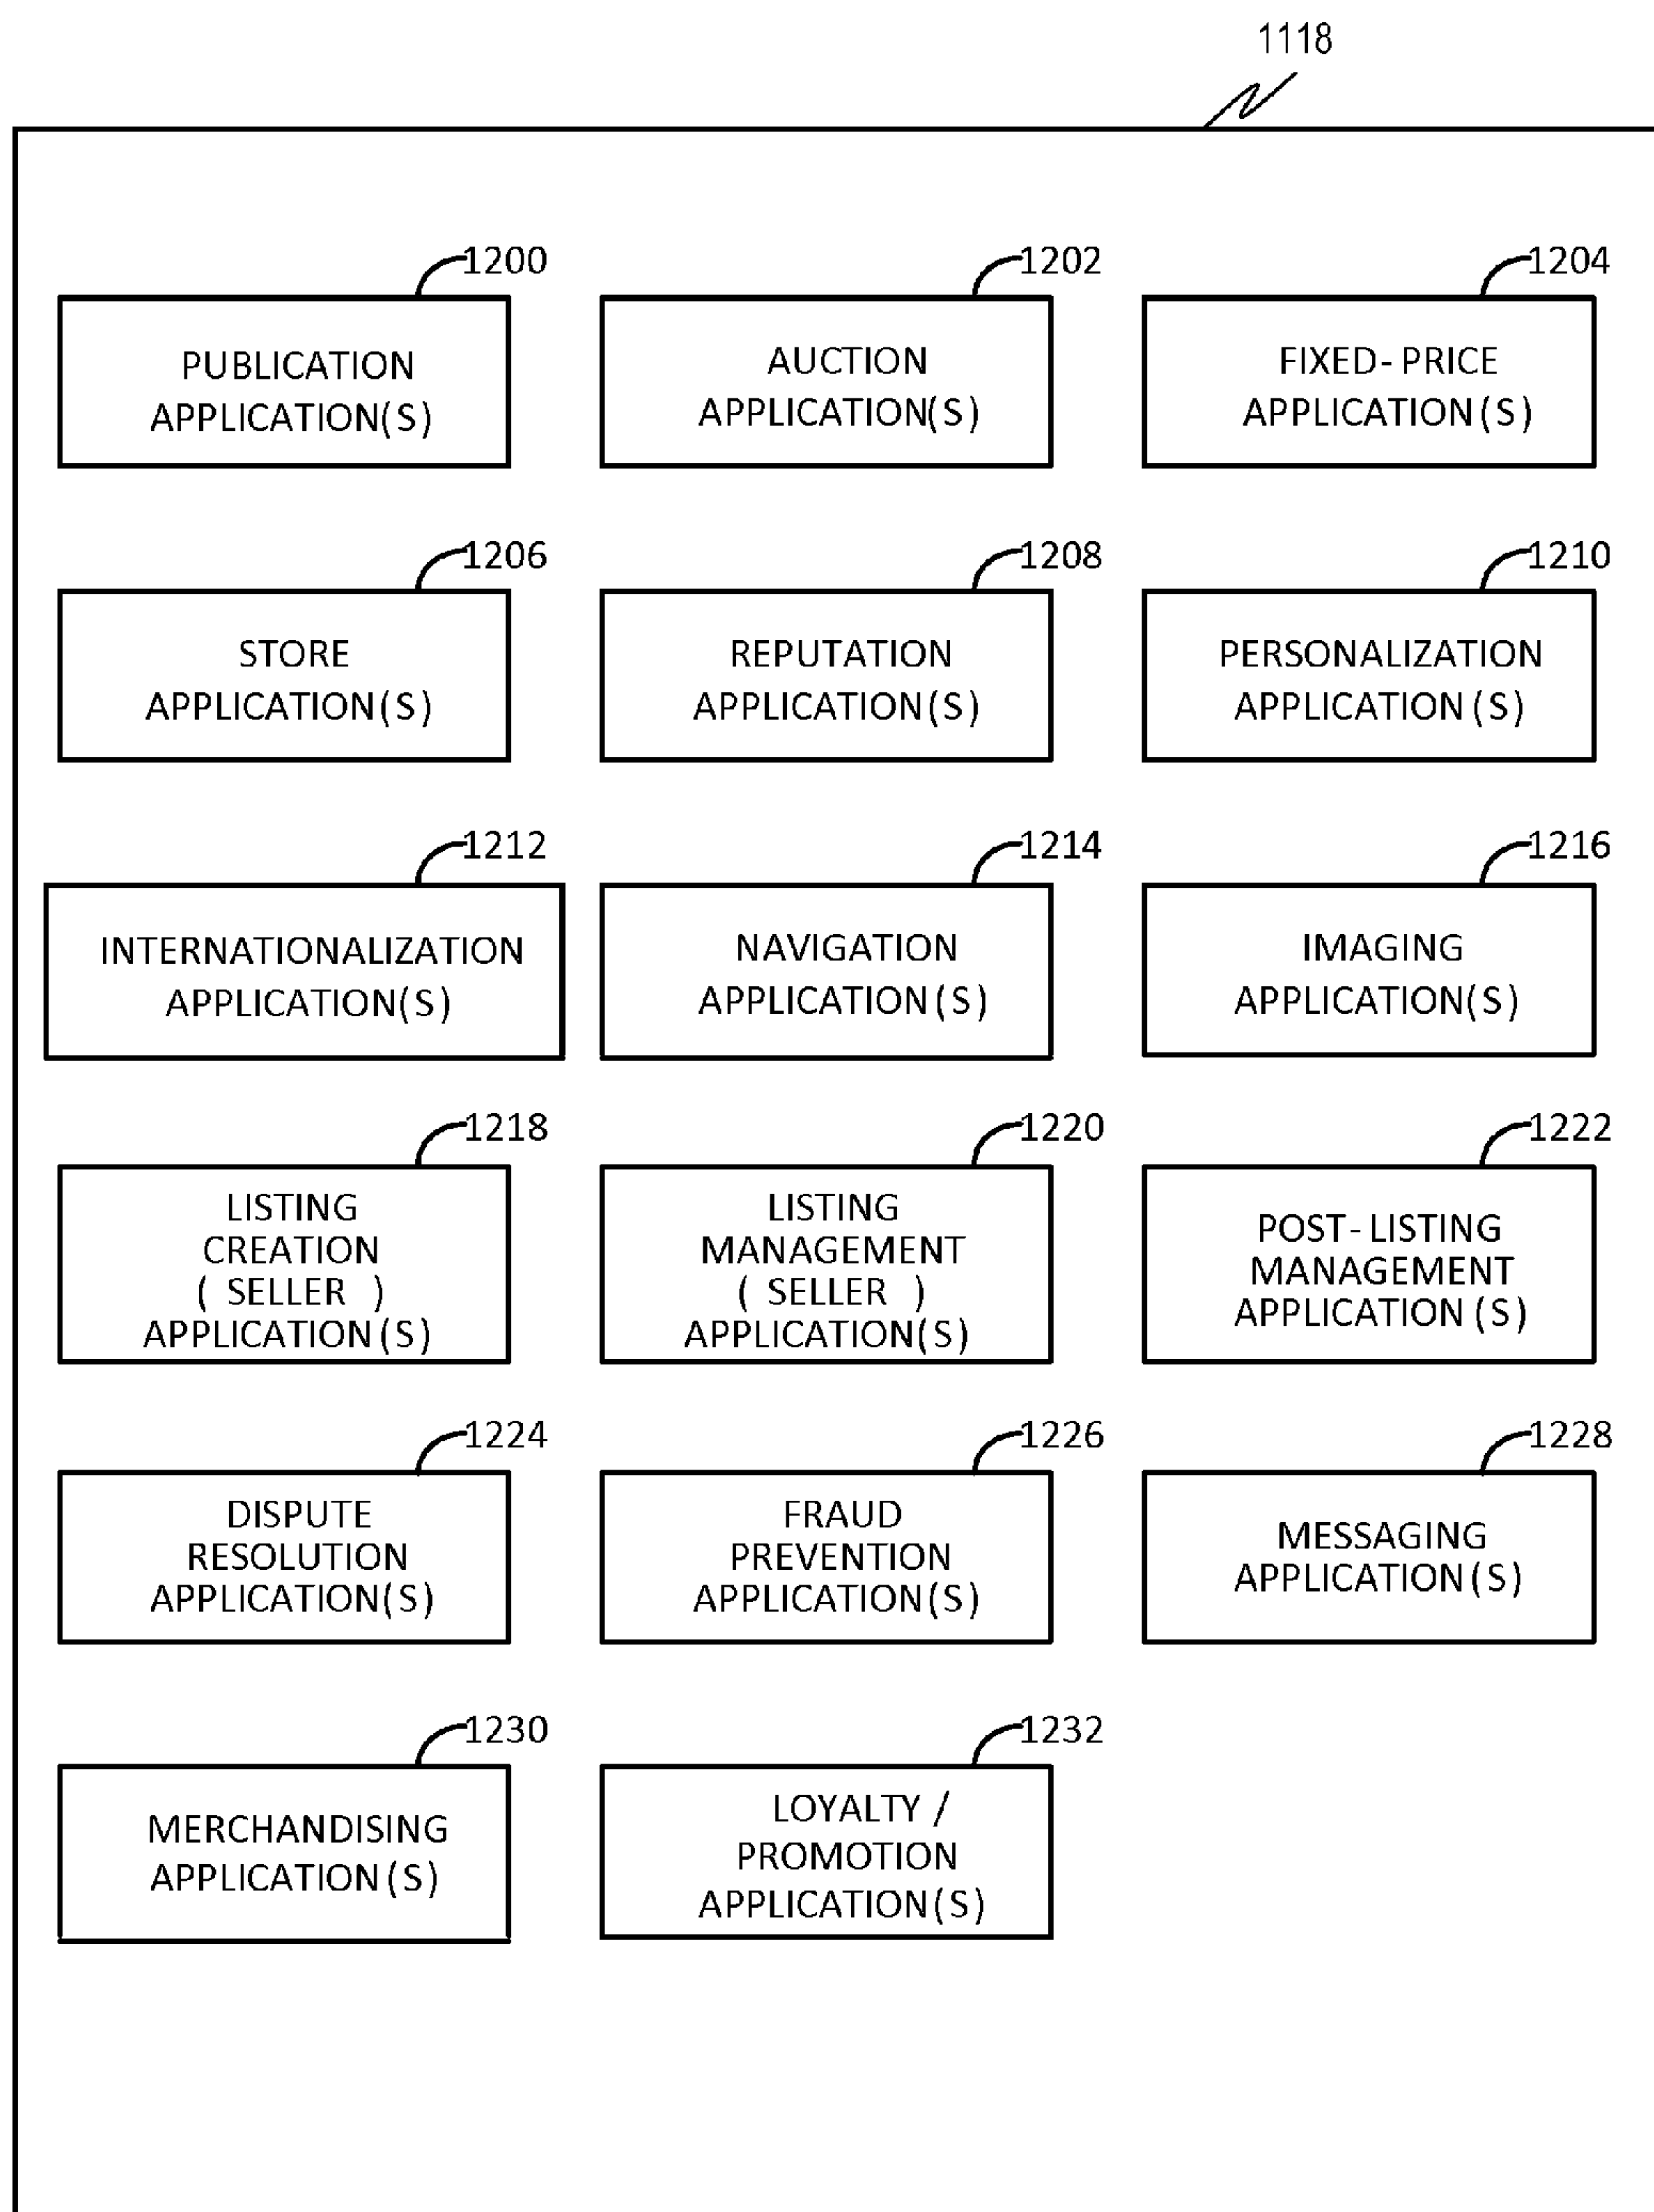 1118
1200
PUBLICATION
APPLICATION(S)
1202
AUCTION
APPLICATION(S)
1204
FIXED-PRICE
APPLICATION(S)
1206
STORE
APPLICATION(S)
1208
REPUTATION
APPLICATION(S)
1210
PERSONALIZATION
APPLICATION(S)
1212
INTERNATIONALIZATION
APPLICATION(S)
1214
NAVIGATION
APPLICATION(S)
1216
IMAGING
APPLICATION(S)
1218
LISTING
CREATION
( SELLER )
APPLICATION(S)
1220
LISTING
MANAGEMENT
( SELLER )
APPLICATION(S)
1222
POST-LISTING
MANAGEMENT
APPLICATION(S)
1224
DISPUTE
RESOLUTION
APPLICATION(S)
1226
FRAUD
PREVENTION
APPLICATION(S)
1228
MESSAGING
APPLICATION(S)
1230
MERCHANDISING
APPLICATION(S)
1232
LOYALTY /
PROMOTION
APPLICATION(S)